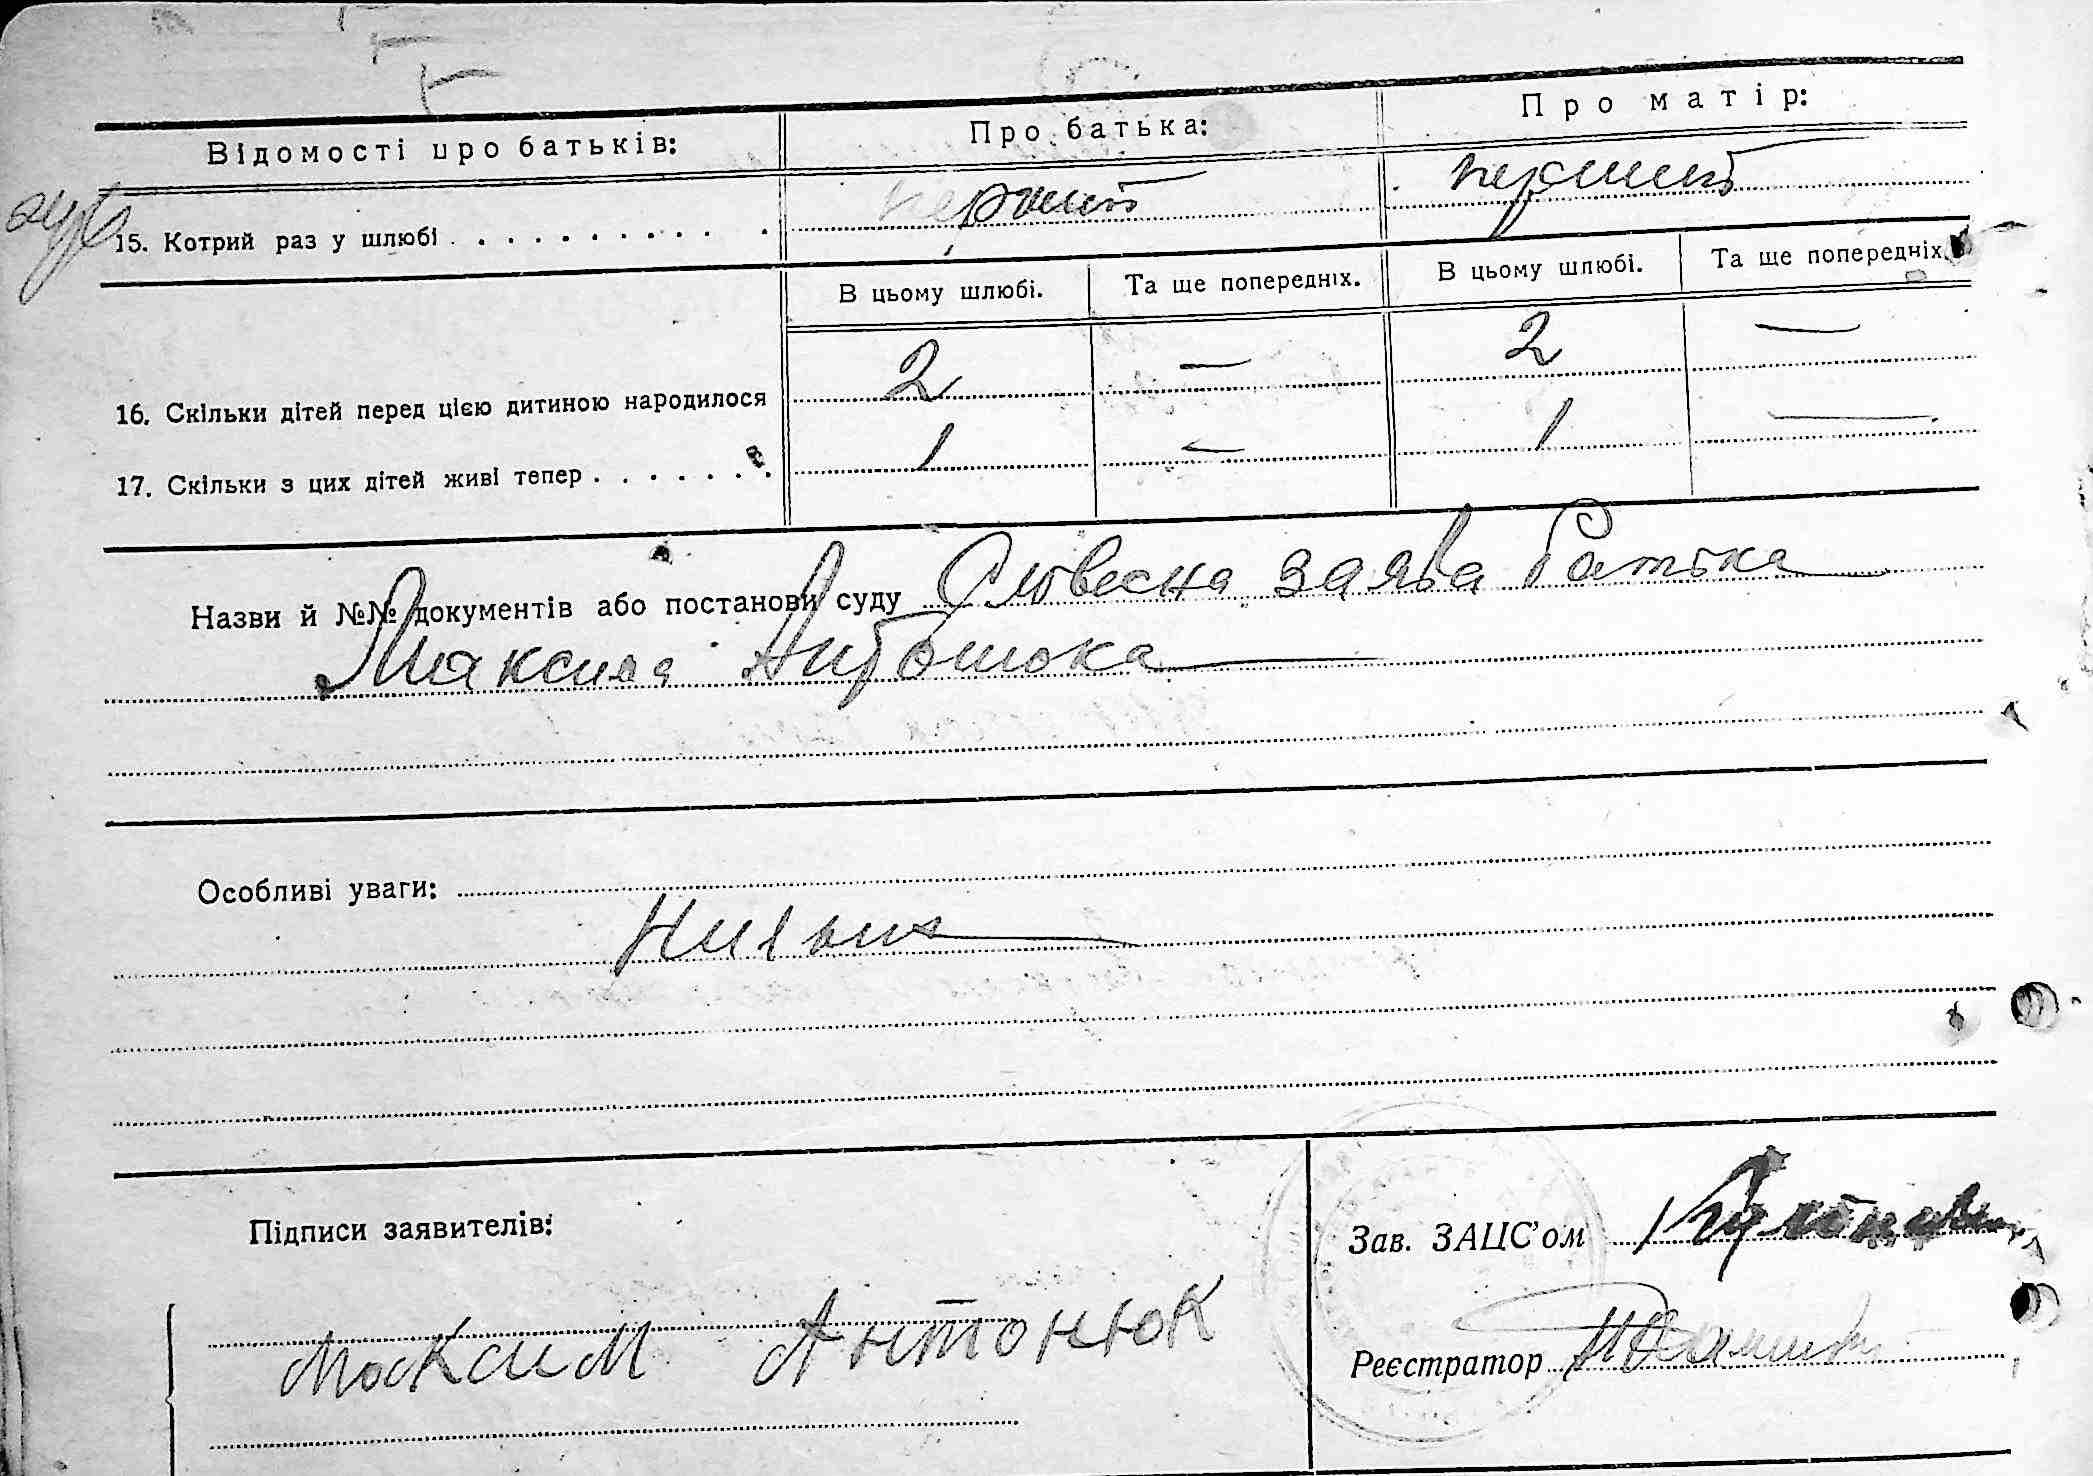 Відомості про батьків: Про батька: Про матір:
15. Котрий раз у шлюбі . . . . . . . . . . . перший перший
В цьому шлюбі. Та ще попередніх. В цьому шлюбі. Та ще попередніх.
16. Скільки дітей перед цією дитиною народилося 2 — 2 —
17. Скільки з цих дітей живі тепер . . . . . . . 1 — 1 —
Назви й №№ документів або постанови суду Словесна заява батька
Максима Антонюка
Особливі уваги:
Підписи заявителів:
Зав. ЗАЦС'ом
Максим Антонюк
Реєстратор